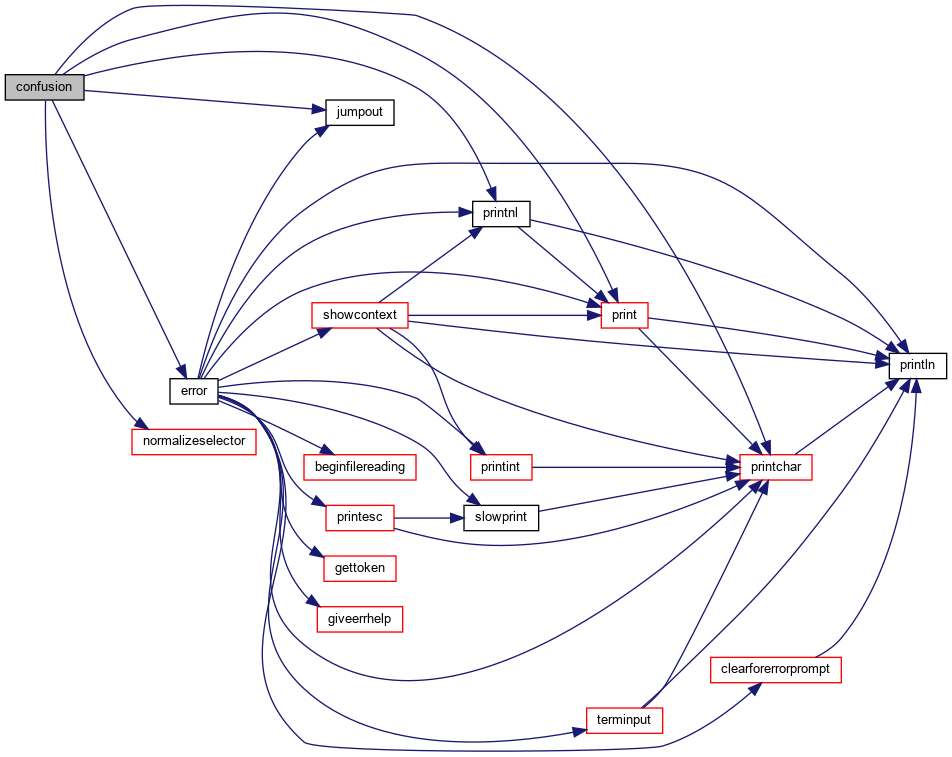 confusion
jumpout
printnl
showcontext
print
println
error
normalizeselector
beginfilereading
printint
printchar
printesc
slowprint
gettoken
giveerrhelp
clearforerrorprompt
terminput